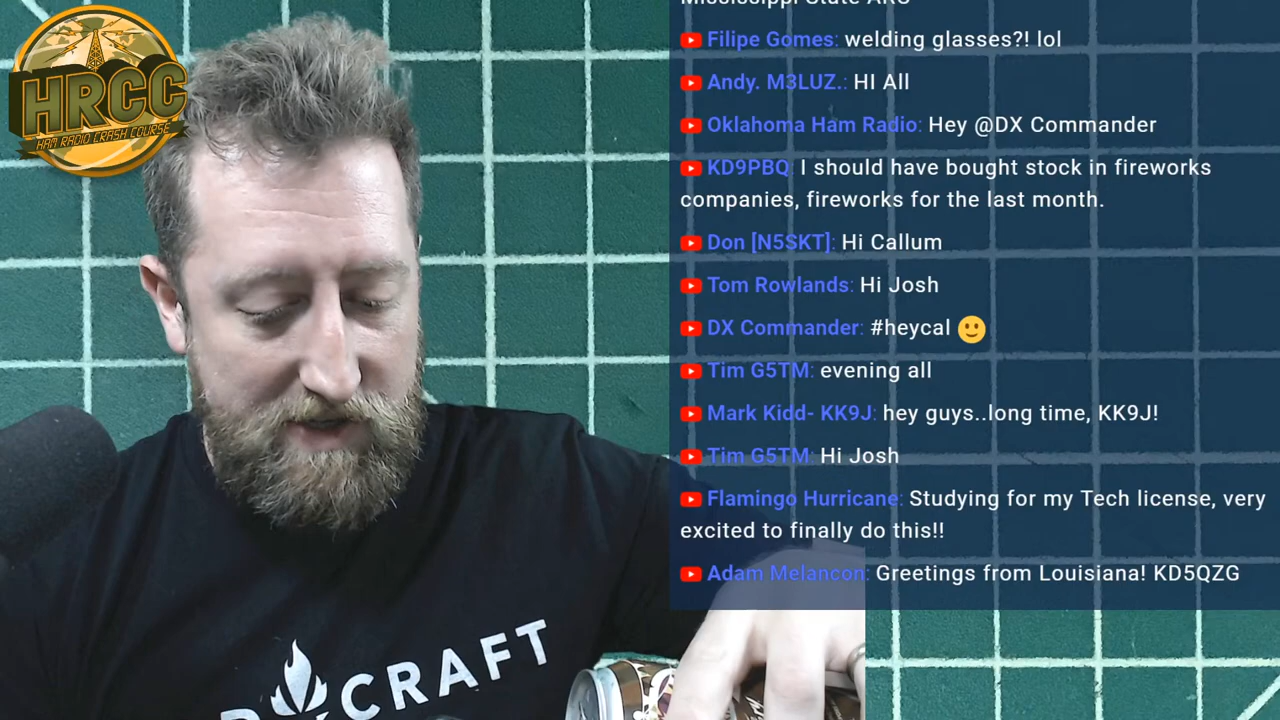 HRCC
HAM RADIO CRASH COURSE
Mississippi State ARC
Filipe Gomes: welding glasses?! lol
Andy. M3LUZ.: HI All
Oklahoma Ham Radio: Hey @DX Commander
KD9PBQ: I should have bought stock in fireworks
companies, fireworks for the last month.
Don [N5SKT]: Hi Callum
Tom Rowlands: Hi Josh
DX Commander: #heycal 🙂
Tim G5TM: evening all
Mark Kidd- KK9J: hey guys..long time, KK9J!
Tim G5TM: Hi Josh
Flamingo Hurricane: Studying for my Tech license, very
excited to finally do this!!
Adam Melancon: Greetings from Louisiana! KD5QZG
CRAFT